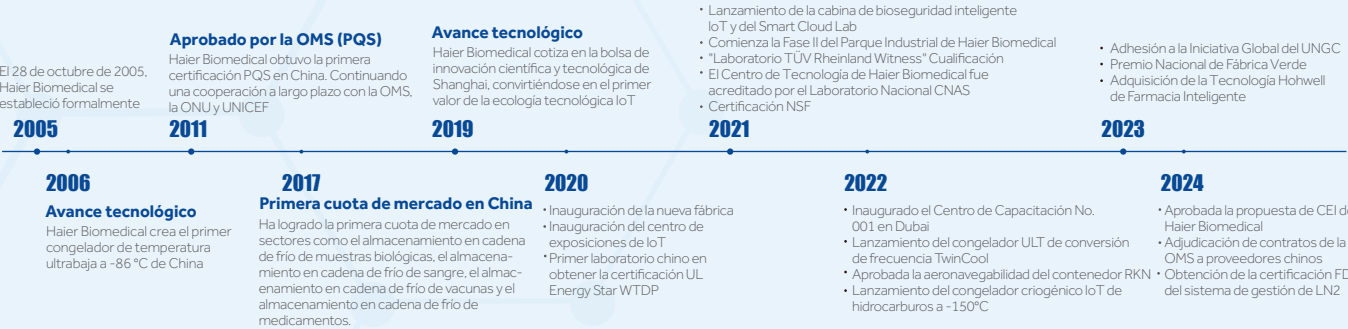 El 28 de octubre de 2005,
Haier Biomedical se
estableció formalmente
2005
2006
Avance tecnológico
Haier Biomedical crea el primer
congelador de temperatura
ultrabaja a -86 °C de China
Aprobado por la OMS (PQS)
Haier Biomedical obtuvo la primera
certificación PQS en China. Continuando
una cooperación a largo plazo con la OMS,
la ONU y UNICEF
2011
2017
Primera cuota de mercado en China
Ha logrado la primera cuota de mercado en
sectores como el almacenamiento en cadena
de frío de muestras biológicas, el almacena-
miento en cadena de frío de sangre, el almac-
enamiento en cadena de frío de vacunas y el
almacenamiento en cadena de frío de
medicamentos.
Avance tecnológico
Haier Biomedical cotiza en la bolsa de
innovación científica y tecnológica de
Shanghai, convirtiéndose en el primer
valor de la ecología tecnológica IoT
2019
2020
• Inauguración de la nueva fábrica
• Inauguración del centro de
exposiciones de IoT
• Primer laboratorio chino en
obtener la certificación UL
Energy Star WTDP
• Lanzamiento de la cabina de bioseguridad inteligente
IoT y del Smart Cloud Lab
• Comienza la Fase II del Parque Industrial de Haier Biomedical
• "Laboratorio TÜV Rheinland Witness" Cualificación
• El Centro de Tecnología de Haier Biomedical fue
acreditado por el Laboratorio Nacional CNAS
• Certificación NSF
2021
2022
• Inaugurado el Centro de Capacitación No.
001 en Dubai
• Lanzamiento del congelador ULT de conversión
de frecuencia TwinCool
• Aprobada la aeronavegabilidad del contenedor RKN
• Lanzamiento del congelador criogénico IoT de
hidrocarburos a -150°C
• Adhesión a la Iniciativa Global del UNGC
• Premio Nacional de Fábrica Verde
• Adquisición de la Tecnología Hohwell
de Farmacia Inteligente
2023
2024
• Aprobada la propuesta de CEI
Haier Biomedical
• Adjudicación de contratos de la
OMS a proveedores chinos
• Obtención de la certificación
del sistema de gestión de LN2